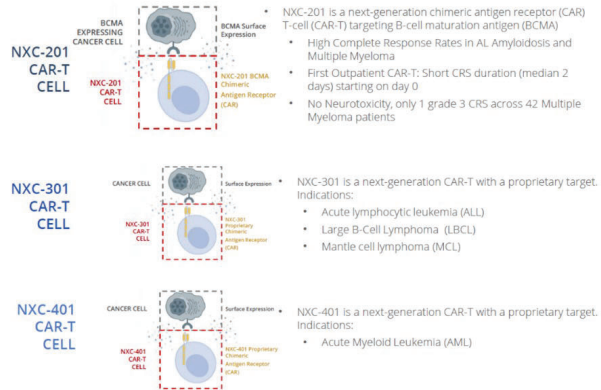 NXC-201
CAR-T
CELL
BCMA
EXPRESSING
CANCER CELL
BCMA Surface
Expression
NXC-201
CAR-T
CELL
NXC-201 BCMA
Chimeric
Antigen Receptor
(CAR)
• NXC-201 is a next-generation chimeric antigen receptor (CAR)
T-cell (CAR-T) targeting B-cell maturation antigen (BCMA)
• High Complete Response Rates in AL Amyloidosis and
Multiple Myeloma
• First Outpatient CAR-T: Short CRS duration (median 2
days) starting on day 0
• No Neurotoxicity, only 1 grade 3 CRS across 42 Multiple
Myeloma patients
NXC-301
CAR-T
CELL
CANCER CELL
Surface Expression
NXC-201
CAR-T
CELL
NXC-301
Proprietary
Chimeric
Antigen Receptor
(CAR)
• NXC-301 is a next-generation CAR-T with a proprietary target.
Indications:
• Acute lymphocytic leukemia (ALL)
• Large B-Cell Lymphoma (LBCL)
• Mantle cell lymphoma (MCL)
NXC-401
CAR-T
CELL
CANCER CELL
Surface Expression
NXC-401
CAR-T
CELL
NXC-401 Proprietary
Chimeric
Antigen Receptor
(CAR)
• NXC-401 is a next-generation CAR-T with a proprietary target.
Indications:
• Acute Myeloid Leukemia (AML)